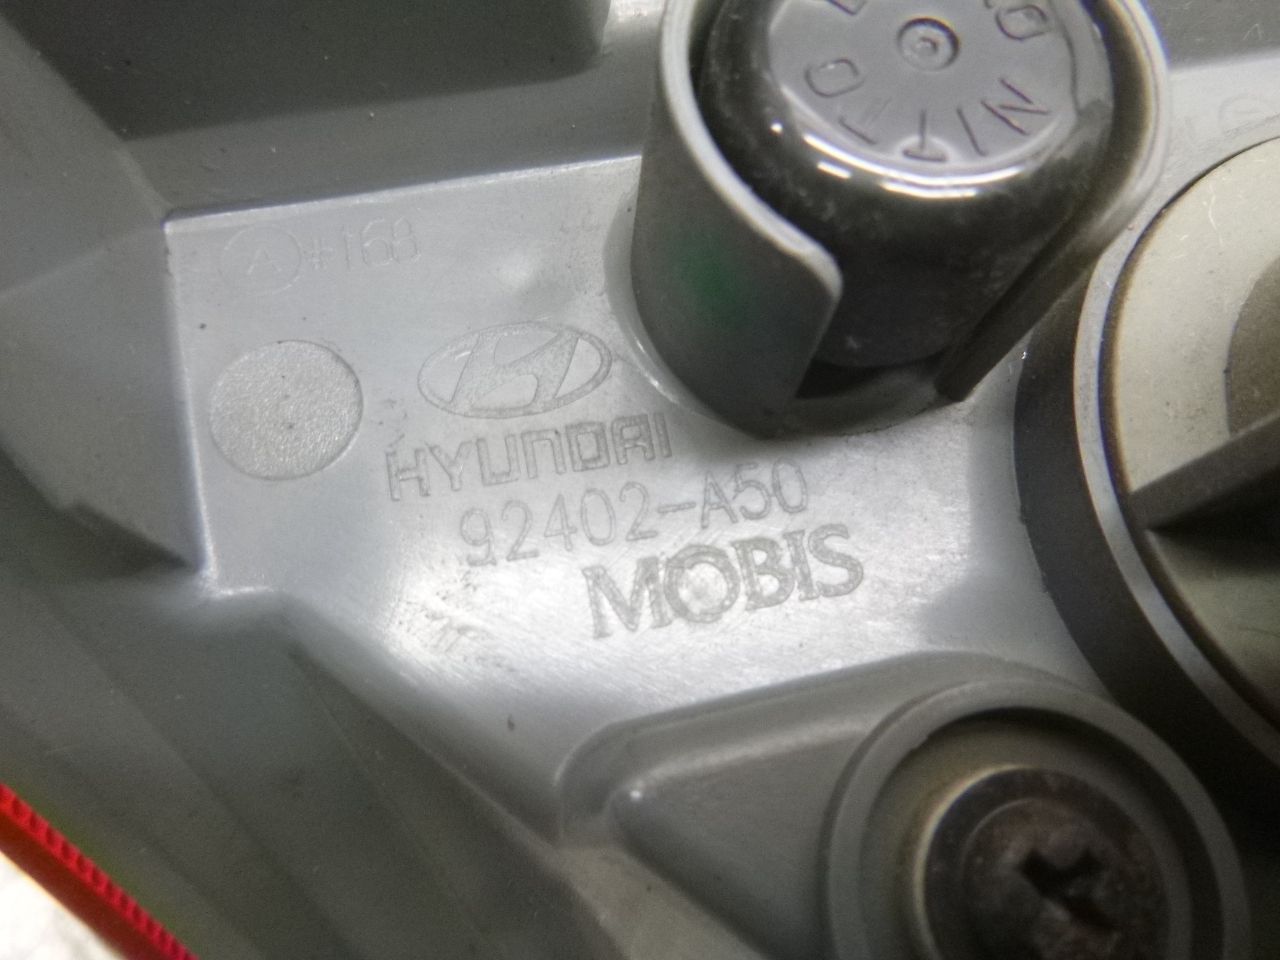 NITTO
A *168
HYUNDAI
92402-A50
MOBIS